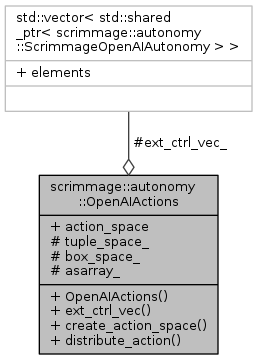 std::vector< std::shared
_ptr< scrimmage::autonomy
::ScrimmageOpenAIAutonomy > >
+ elements
#ext_ctrl_vec_
scrimmage::autonomy
::OpenAIActions
+ action_space
# tuple_space_
# box_space_
# asarray_
+ OpenAIActions()
+ ext_ctrl_vec()
+ create_action_space()
+ distribute_action()